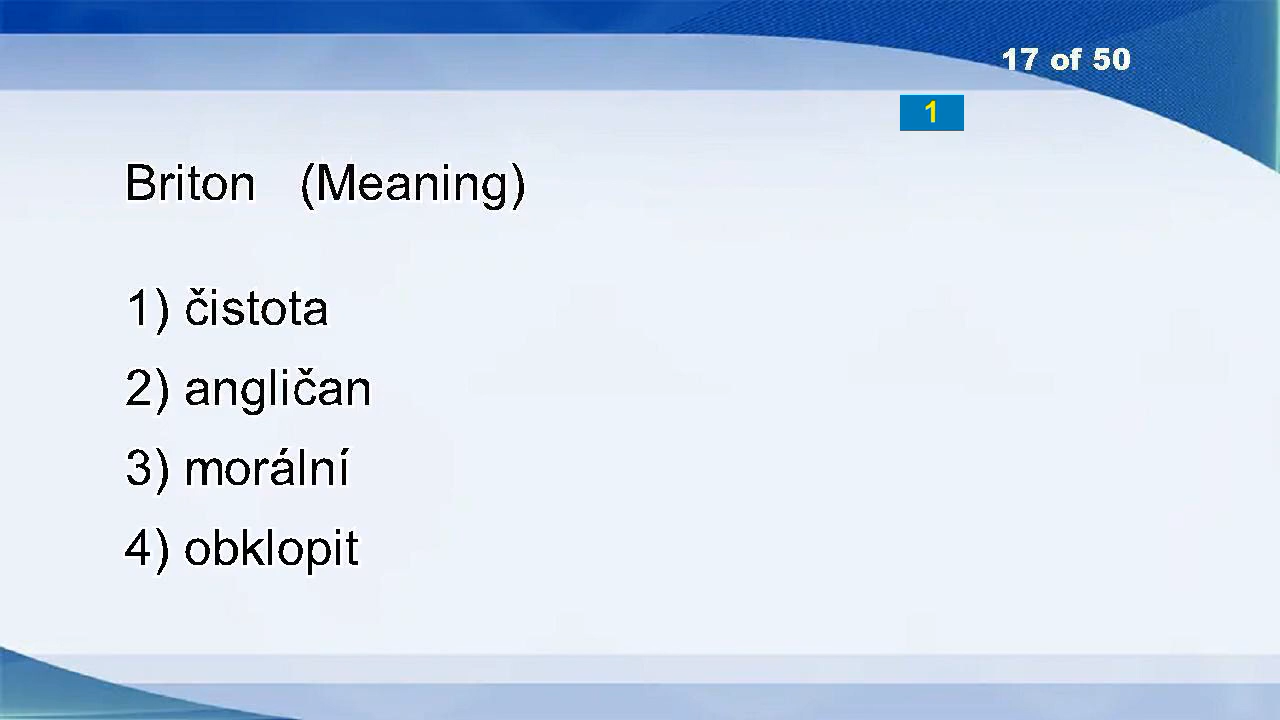 17 of 50
1
Briton (Meaning)
1) čistota
2) angličan
3) morální
4) obklopit